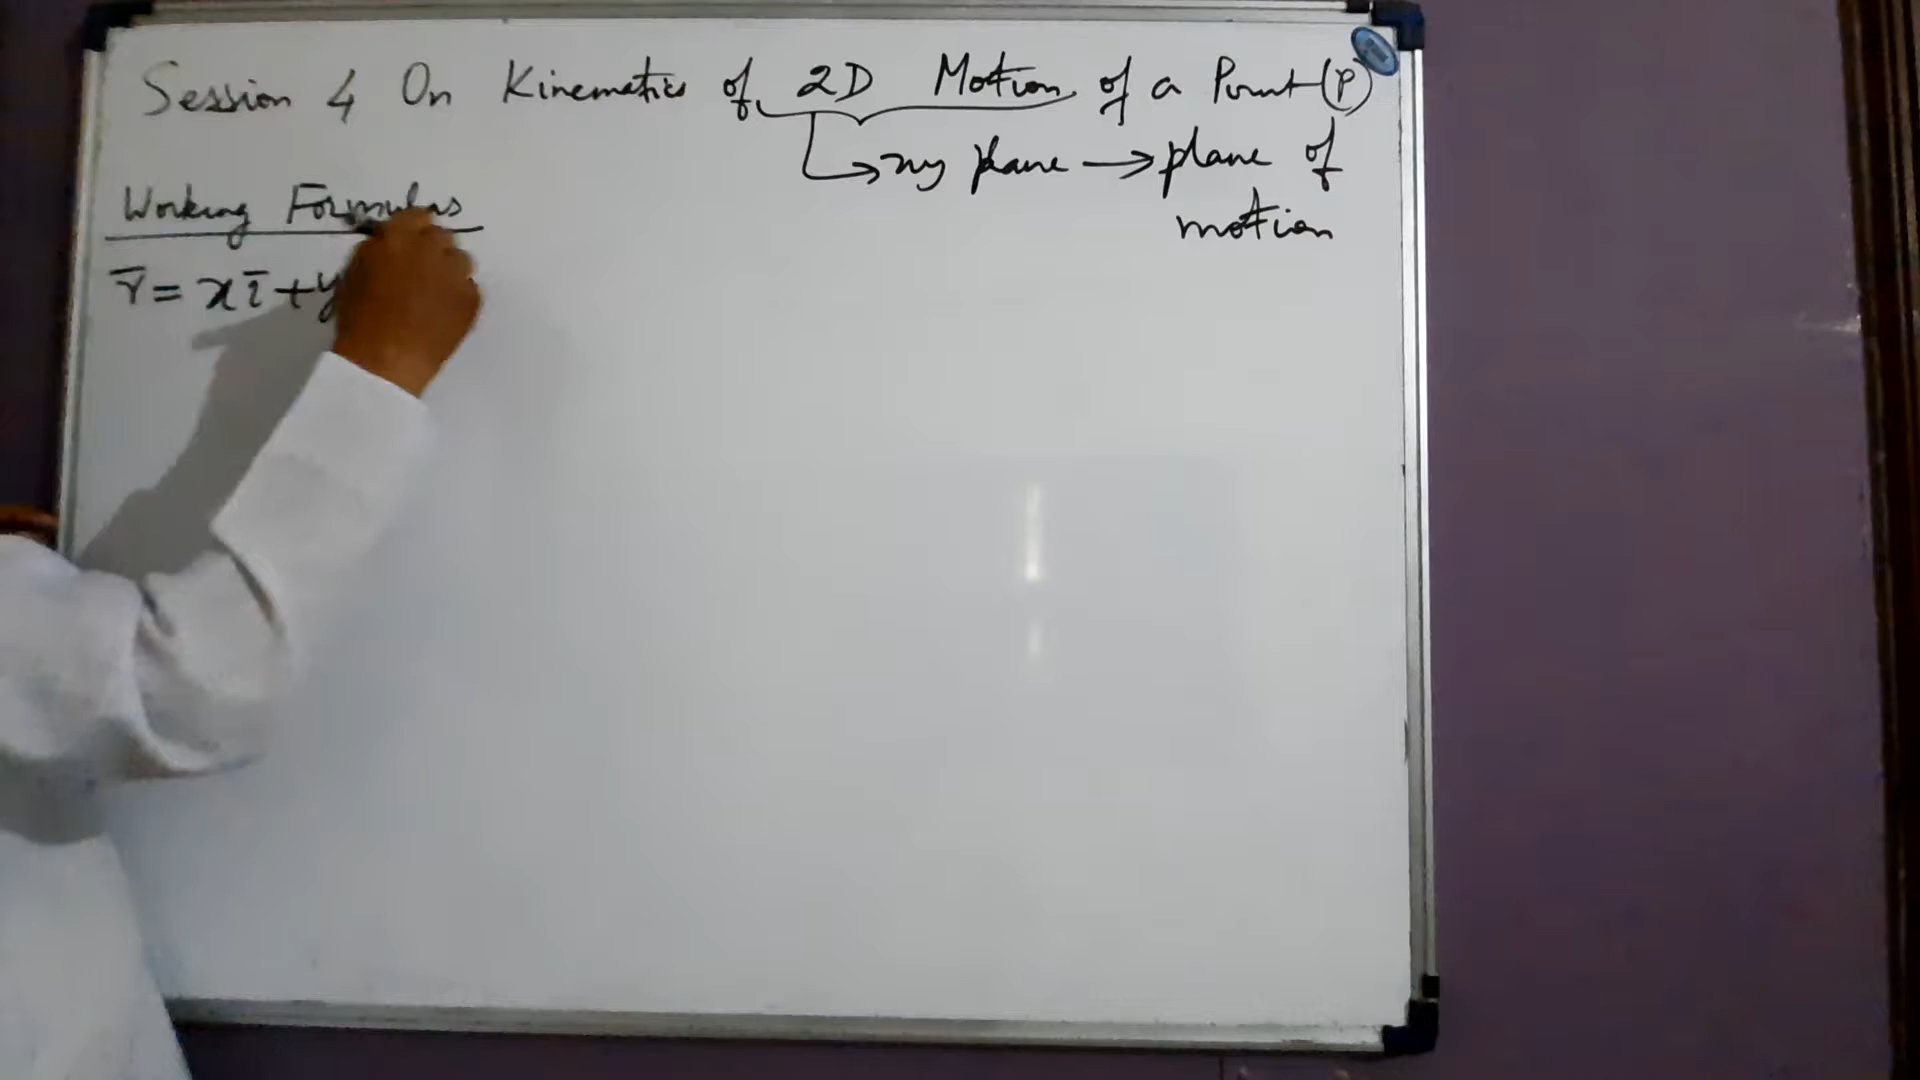 Session 4 On Kinematics of 2D Motion of a Point (P)
→ xy plane → plane of
motion
Working Formulas
r̄ = x ī + y